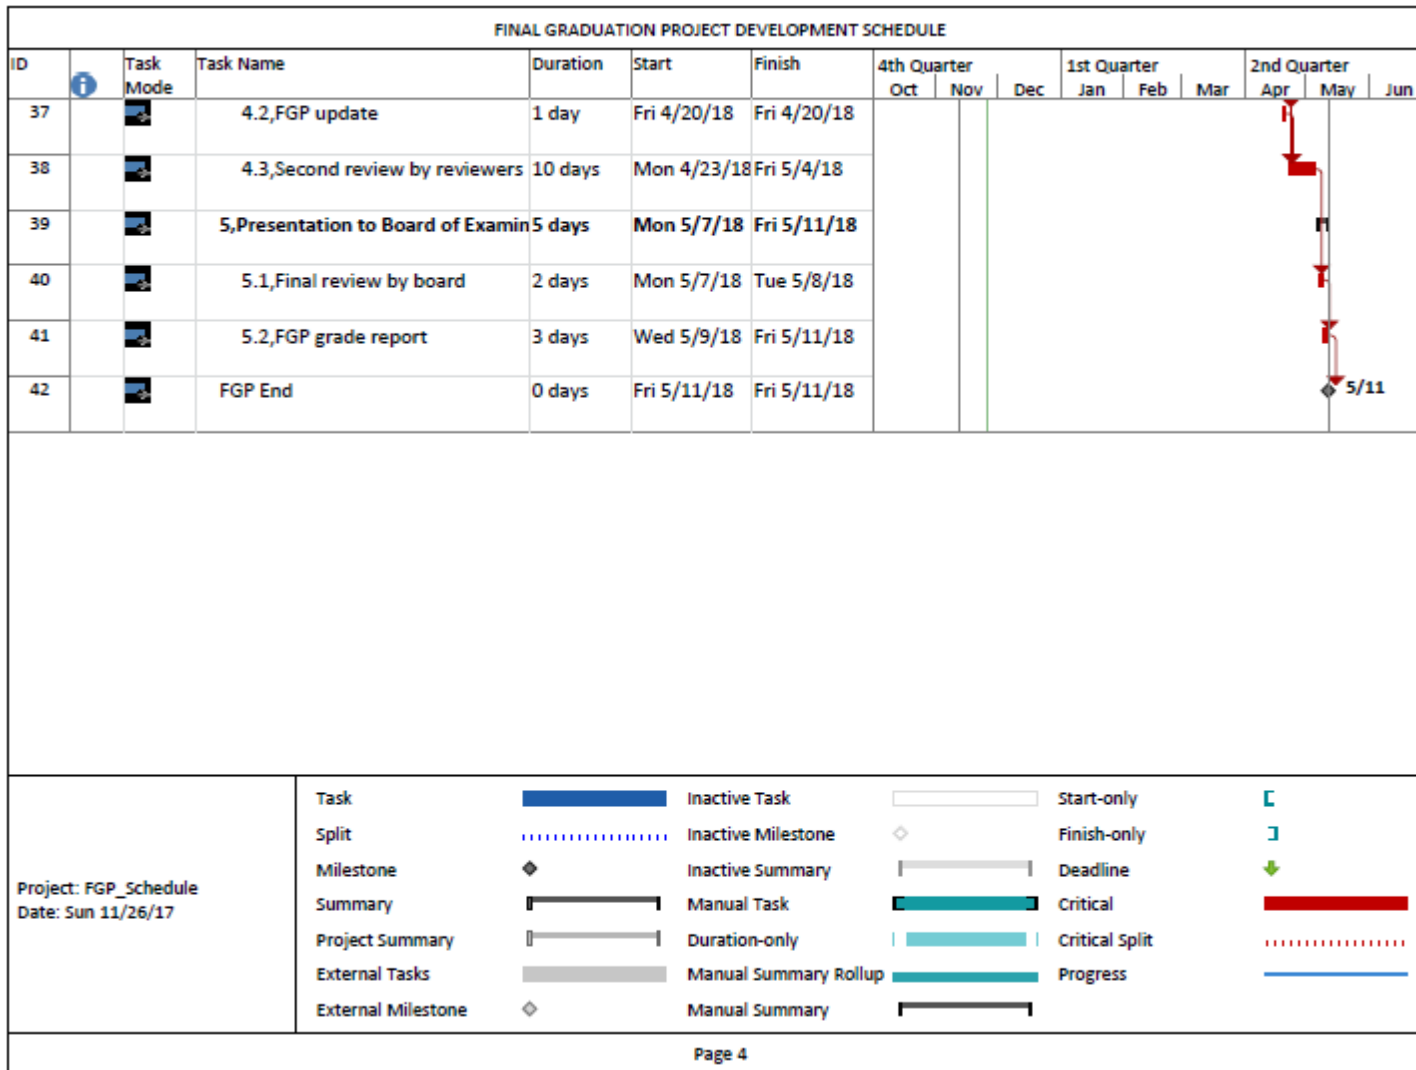 FINAL GRADUATION PROJECT DEVELOPMENT SCHEDULE
ID Task Mode Task Name Duration Start Finish 4th Quarter 1st Quarter 2nd Quarter
Oct Nov Dec Jan Feb Mar Apr May Jun
37 4.2,FGP update 1 day Fri 4/20/18 Fri 4/20/18
38 4.3,Second review by reviewers 10 days Mon 4/23/18 Fri 5/4/18
39 5,Presentation to Board of Examin 5 days Mon 5/7/18 Fri 5/11/18
40 5.1,Final review by board 2 days Mon 5/7/18 Tue 5/8/18
41 5.2,FGP grade report 3 days Wed 5/9/18 Fri 5/11/18
42 FGP End 0 days Fri 5/11/18 Fri 5/11/18 5/11
Project: FGP_Schedule
Date: Sun 11/26/17
Task Inactive Task Start-only
Split Inactive Milestone Finish-only
Milestone Inactive Summary Deadline
Summary Manual Task Critical
Project Summary Duration-only Critical Split
External Tasks Manual Summary Rollup Progress
External Milestone Manual Summary
Page 4